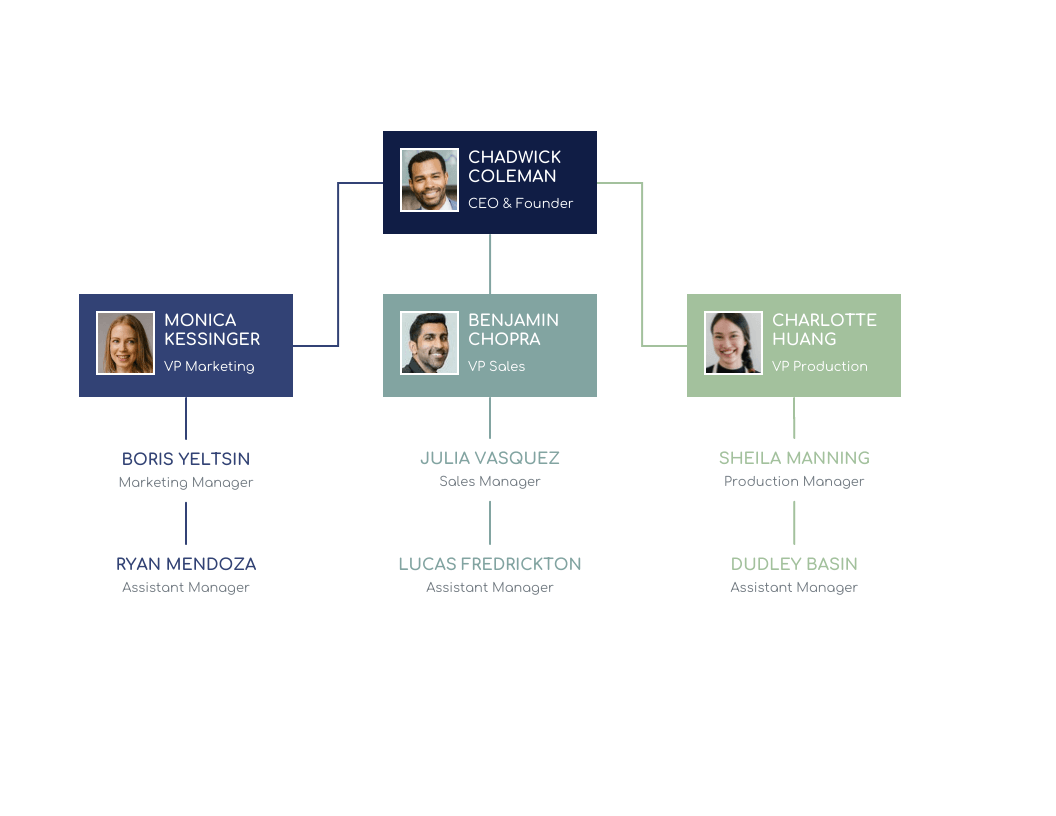 CHADWICK
COLEMAN
CEO & Founder
MONICA
KESSINGER
VP Marketing
BENJAMIN
CHOPRA
VP Sales
CHARLOTTE
HUANG
VP Production
BORIS YELTSIN
Marketing Manager
JULIA VASQUEZ
Sales Manager
SHEILA MANNING
Production Manager
RYAN MENDOZA
Assistant Manager
LUCAS FREDRICKTON
Assistant Manager
DUDLEY BASIN
Assistant Manager